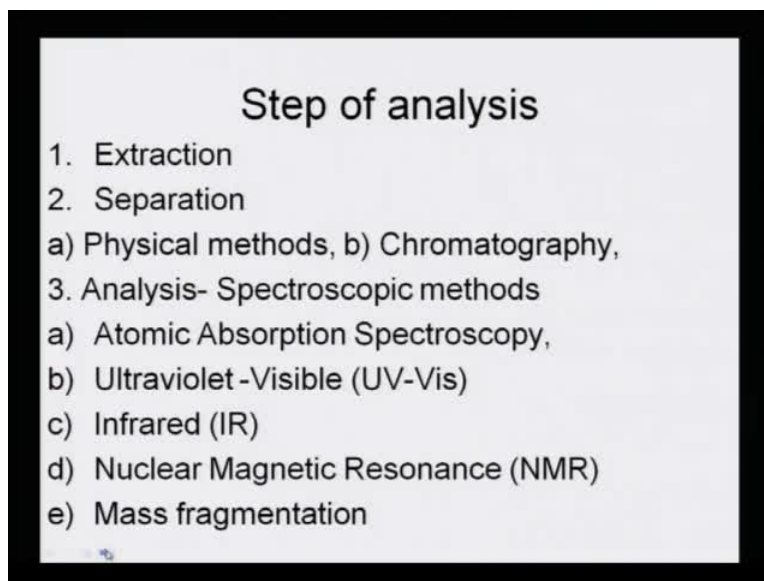 Step of analysis
1. Extraction
2. Separation
a) Physical methods, b) Chromatography,
3. Analysis- Spectroscopic methods
a) Atomic Absorption Spectroscopy,
b) Ultraviolet -Visible (UV-Vis)
c) Infrared (IR)
d) Nuclear Magnetic Resonance (NMR)
e) Mass fragmentation